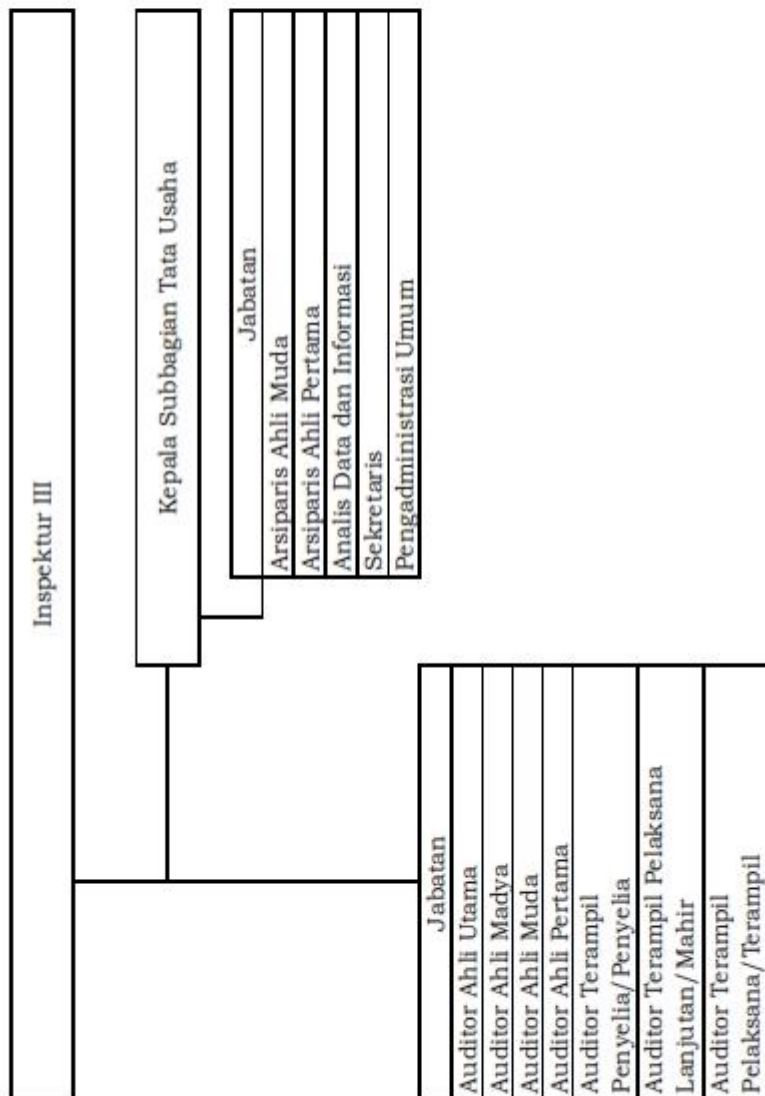 Inspektur III
Kepala Subbagian Tata Usaha
Jabatan
Arsiparis Ahli Muda
Arsiparis Ahli Pertama
Analis Data dan Informasi
Sekretaris
Pengadministrasi Umum
Jabatan
Auditor Ahli Utama
Auditor Ahli Madya
Auditor Ahli Muda
Auditor Ahli Pertama
Auditor Terampil
Penyelia/Penyelia
Auditor Terampil Pelaksana
Lanjutan/Mahir
Auditor Terampil
Pelaksana/Terampil